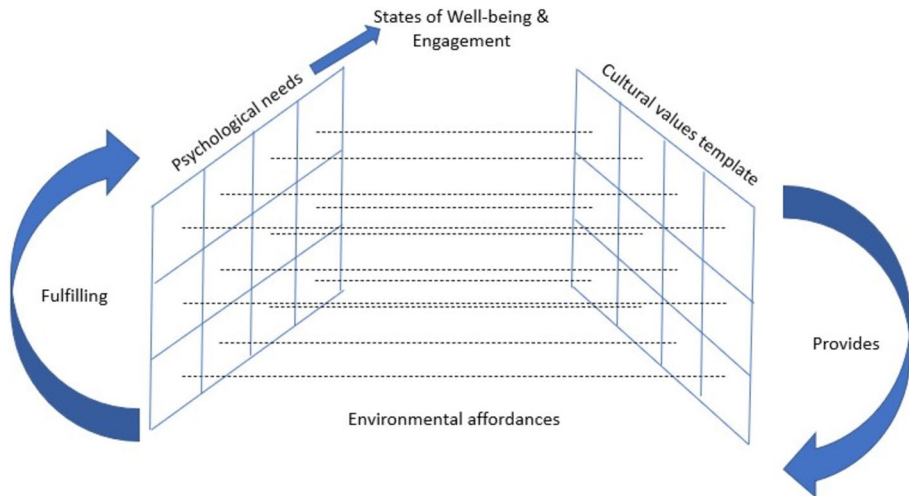 States of Well-being &
Engagement
Psychological needs
Cultural values template
Fulfilling
Provides
Environmental affordances